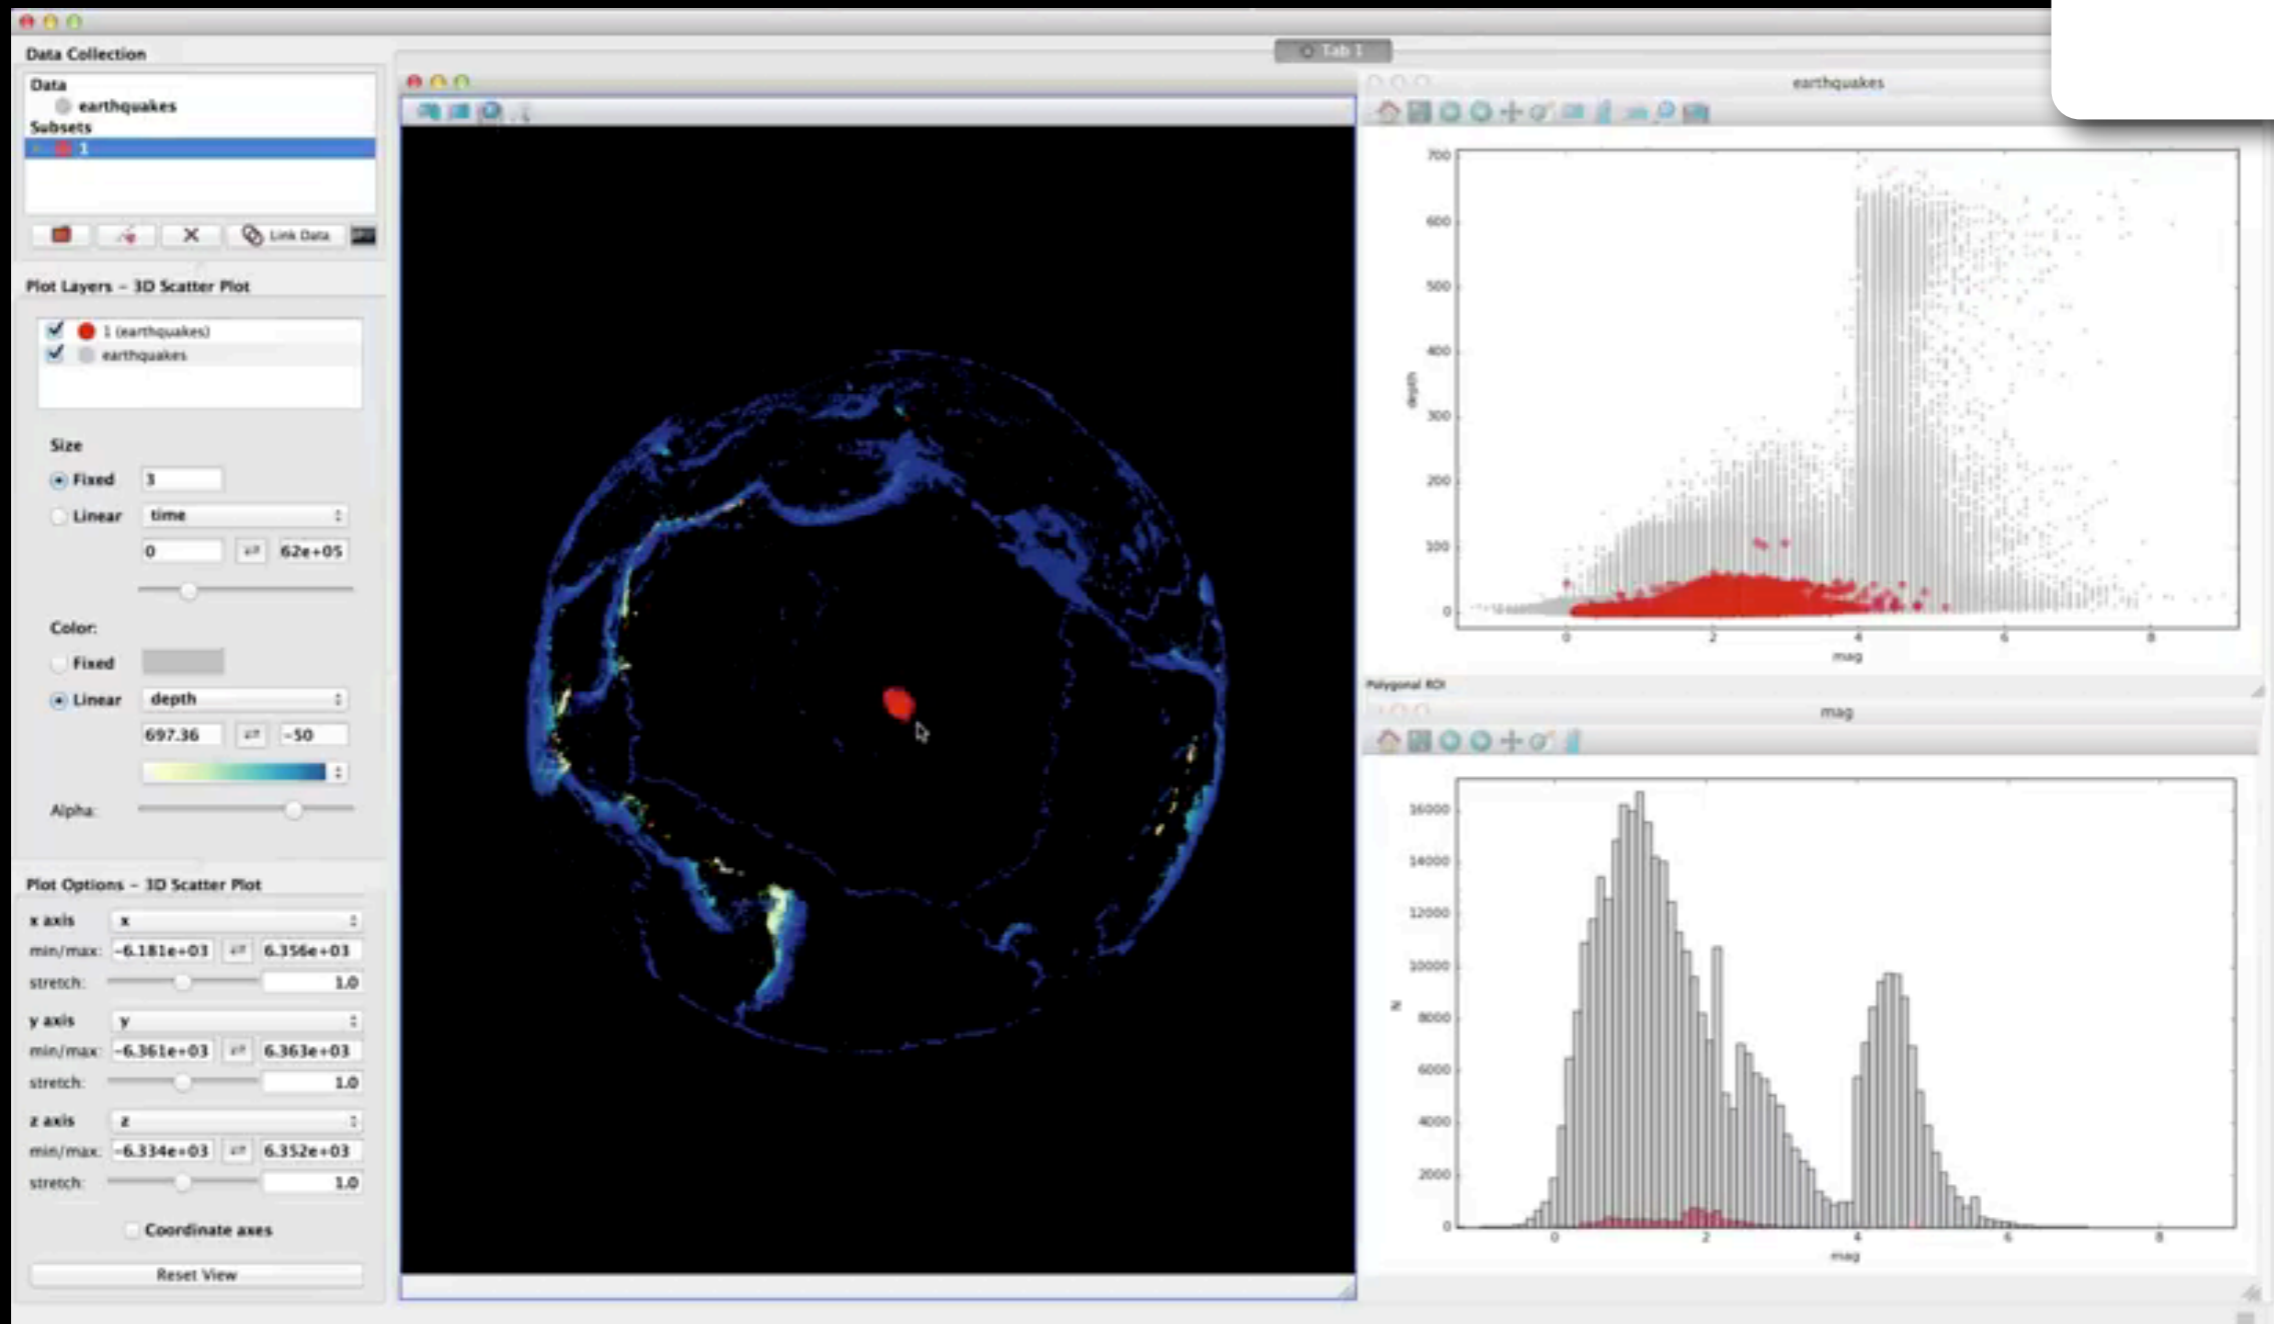 Data Collection
Data
earthquakes
Subsets
1
Link Data
Plot Layers - 3D Scatter Plot
1 (earthquakes)
earthquakes
Size
Fixed 3
Linear time
0 62e+05
Color:
Fixed
Linear depth
697.36 -50
Alpha:
Plot Options - 3D Scatter Plot
x axis x
min/max: -6.181e+03 6.356e+03
stretch: 1.0
y axis y
min/max: -6.361e+03 6.363e+03
stretch: 1.0
z axis z
min/max: -6.334e+03 6.352e+03
stretch: 1.0
Coordinate axes
Reset View
Tab 1
earthquakes
700
600
500
400
300
200
100
0
depth
0 2 4 6 8
mag
Polygonal ROI
mag
16000
14000
12000
10000
8000
6000
4000
2000
0
N
0 2 4 6 8
mag